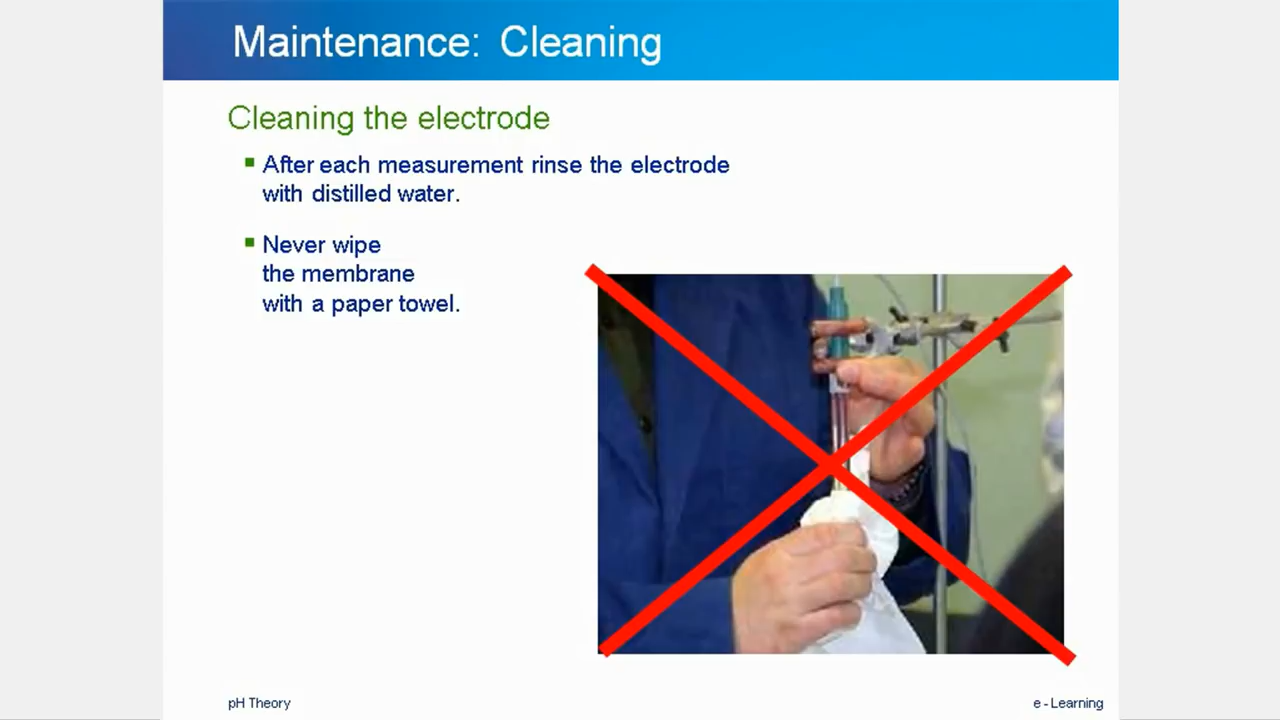 Maintenance: Cleaning
Cleaning the electrode
After each measurement rinse the electrode
with distilled water.
Never wipe
the membrane
with a paper towel.
pH Theory
e - Learning